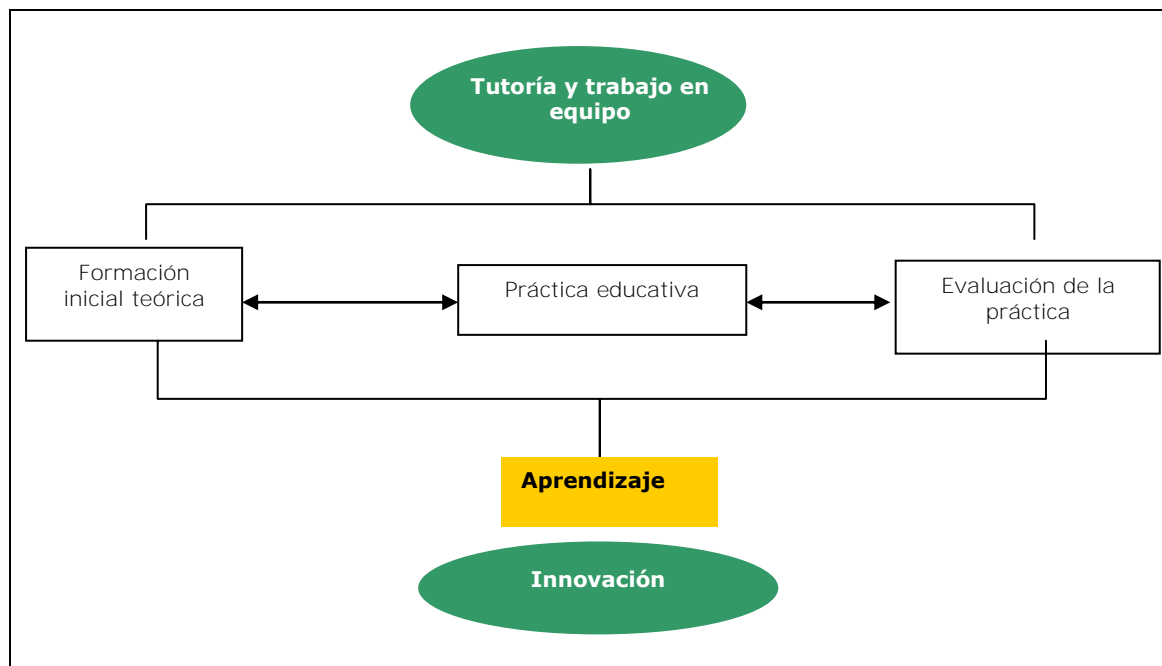 Tutoría y trabajo en
equipo
Formación
inicial teórica
Práctica educativa
Evaluación de la
práctica
Aprendizaje
Innovación